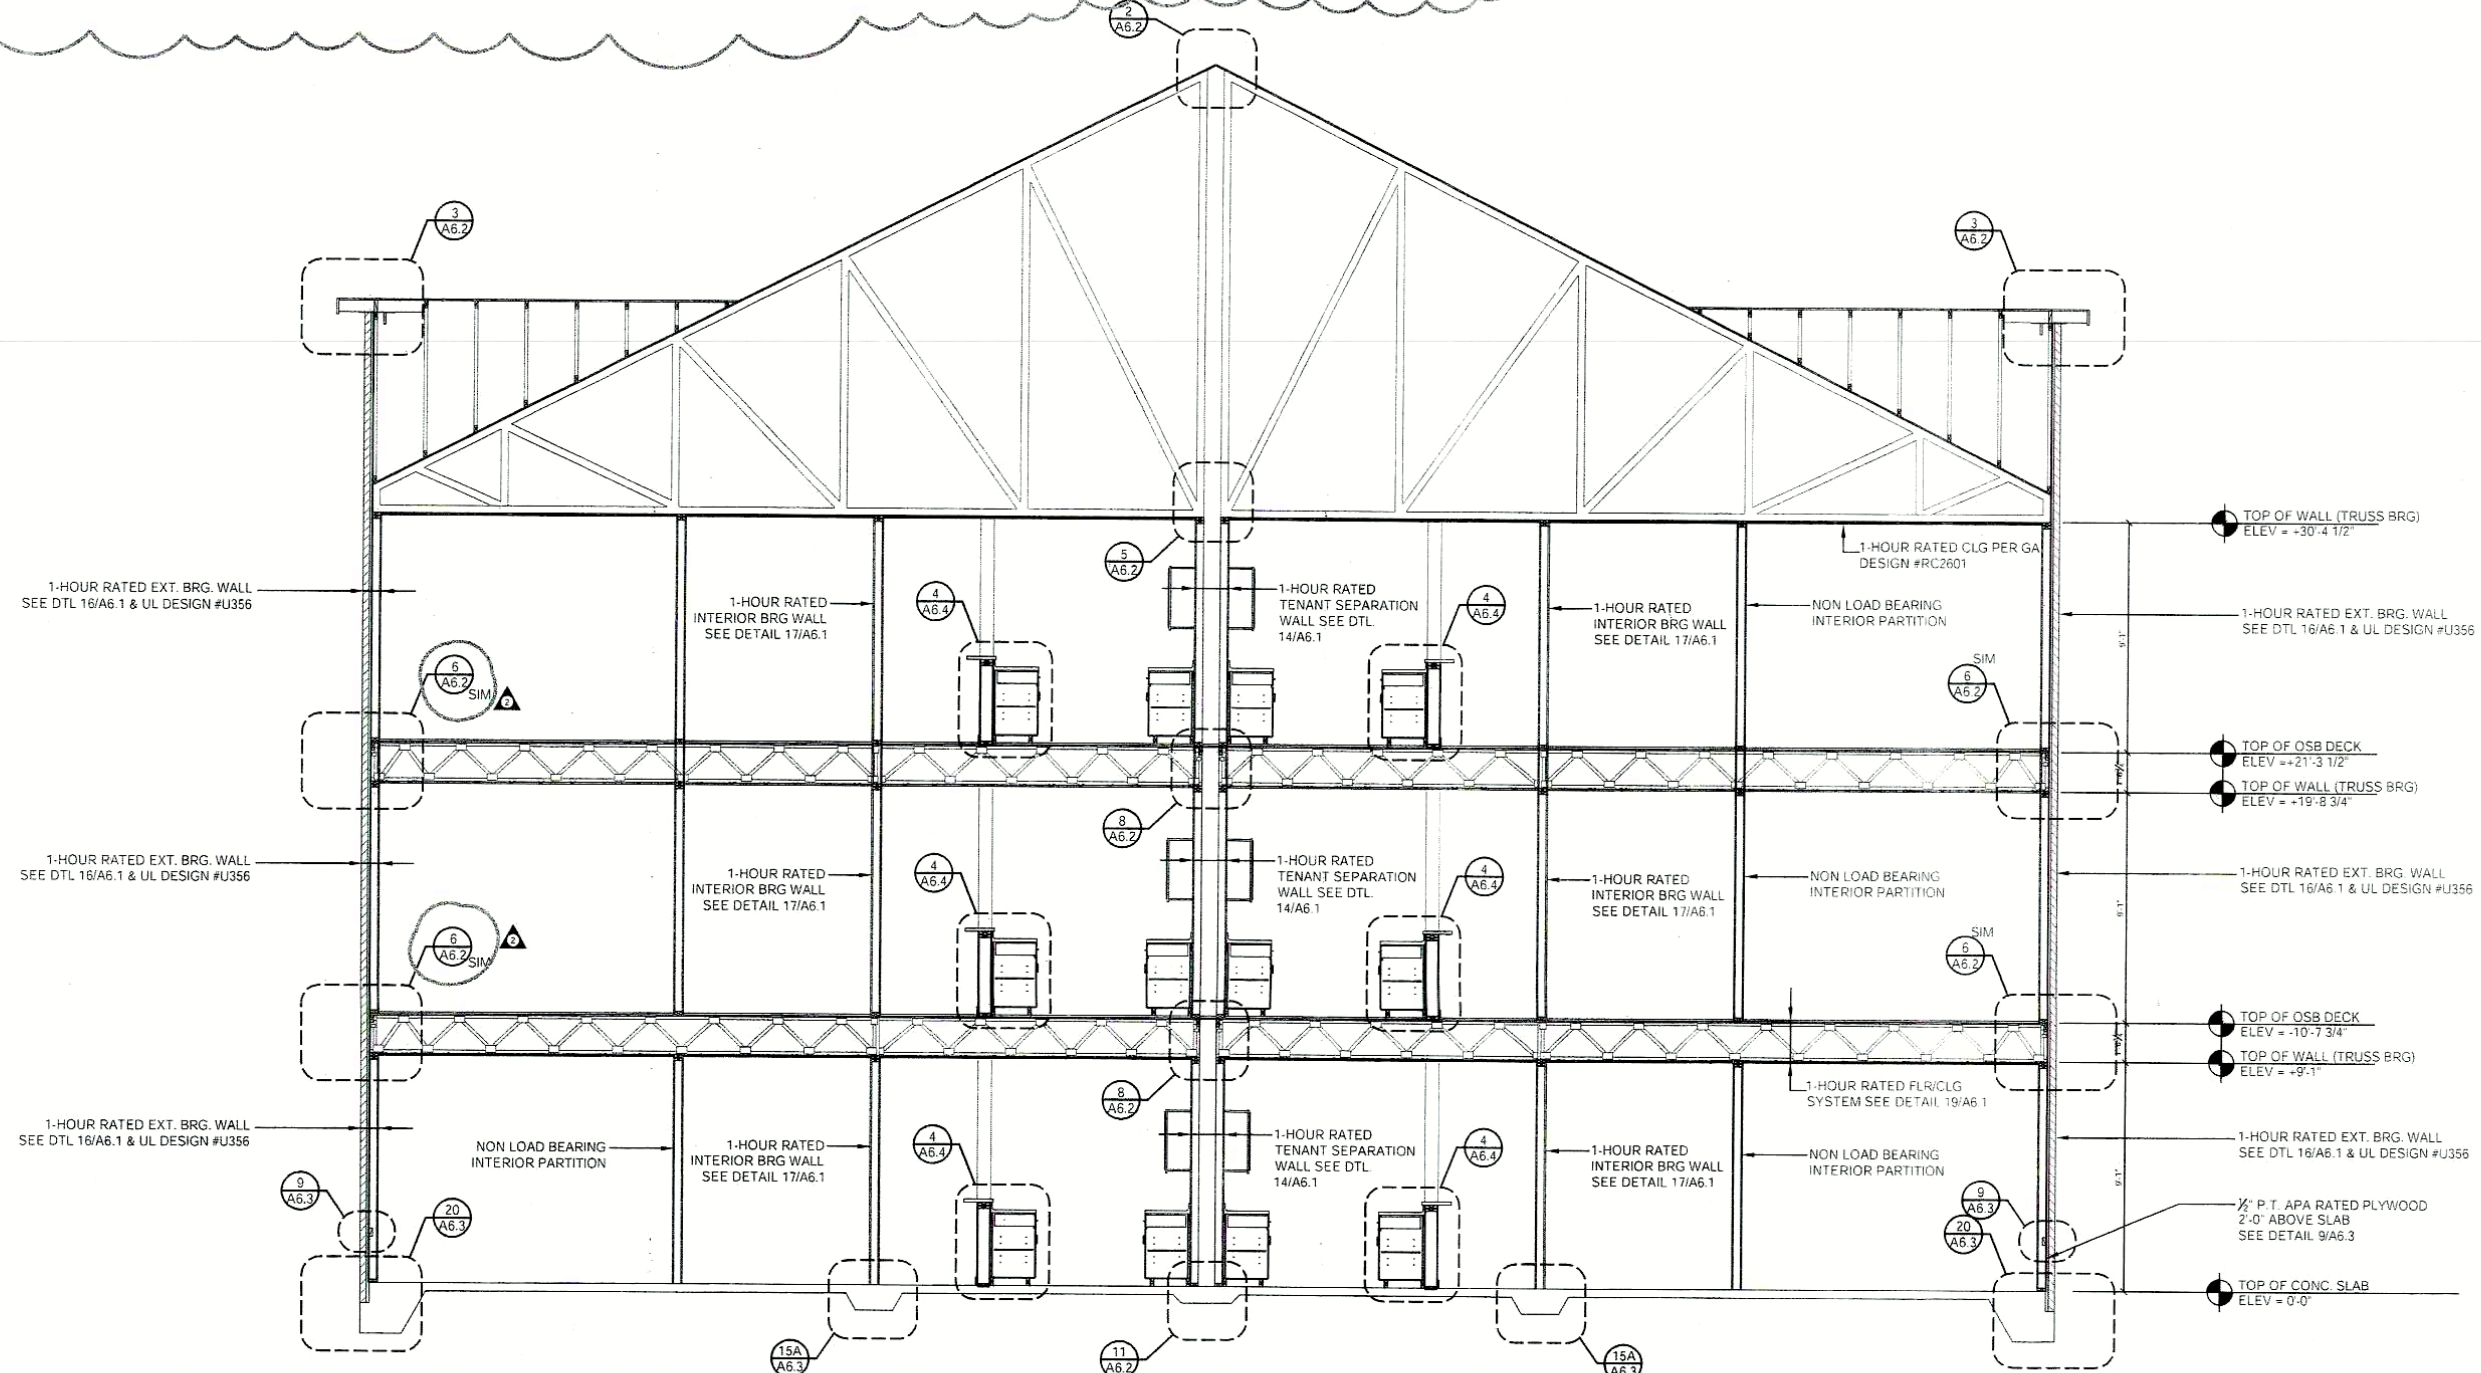 2
A6.2
3
A6.2
3
A6.2
TOP OF WALL (TRUSS BRG)
ELEV = +30'-4 1/2"
1-HOUR RATED CLG PER GA
DESIGN #RC2601
5
A6.2
1-HOUR RATED EXT. BRG. WALL
SEE DTL 16/A6.1 & UL DESIGN #U356
1-HOUR RATED
INTERIOR BRG WALL
SEE DETAIL 17/A6.1
4
A6.4
1-HOUR RATED
TENANT SEPARATION
WALL SEE DTL.
14/A6.1
4
A6.4
1-HOUR RATED
INTERIOR BRG WALL
SEE DETAIL 17/A6.1
NON LOAD BEARING
INTERIOR PARTITION
1-HOUR RATED EXT. BRG. WALL
SEE DTL 16/A6.1 & UL DESIGN #U356
9'-1"
6
A6.2
SIM
2
SIM
6
A6.2
TOP OF OSB DECK
ELEV =+21'-3 1/2"
TOP OF WALL (TRUSS BRG)
ELEV = +19'-8 3/4"
8
A6.2
1-HOUR RATED EXT. BRG. WALL
SEE DTL 16/A6.1 & UL DESIGN #U356
1-HOUR RATED
INTERIOR BRG WALL
SEE DETAIL 17/A6.1
4
A6.4
1-HOUR RATED
TENANT SEPARATION
WALL SEE DTL.
14/A6.1
4
A6.4
1-HOUR RATED
INTERIOR BRG WALL
SEE DETAIL 17/A6.1
NON LOAD BEARING
INTERIOR PARTITION
1-HOUR RATED EXT. BRG. WALL
SEE DTL 16/A6.1 & UL DESIGN #U356
9'-1"
6
A6.2
SIM
2
SIM
6
A6.2
TOP OF OSB DECK
ELEV = -10'-7 3/4"
TOP OF WALL (TRUSS BRG)
ELEV = +9'-1"
8
A6.2
1-HOUR RATED FLR/CLG
SYSTEM SEE DETAIL 19/A6.1
1-HOUR RATED EXT. BRG. WALL
SEE DTL 16/A6.1 & UL DESIGN #U356
NON LOAD BEARING
INTERIOR PARTITION
1-HOUR RATED
INTERIOR BRG WALL
SEE DETAIL 17/A6.1
4
A6.4
1-HOUR RATED
TENANT SEPARATION
WALL SEE DTL.
14/A6.1
4
A6.4
1-HOUR RATED
INTERIOR BRG WALL
SEE DETAIL 17/A6.1
NON LOAD BEARING
INTERIOR PARTITION
1-HOUR RATED EXT. BRG. WALL
SEE DTL 16/A6.1 & UL DESIGN #U356
9'-1"
9
A6.3
20
A6.3
9
A6.3
20
A6.3
½" P.T. APA RATED PLYWOOD
2'-0" ABOVE SLAB
SEE DETAIL 9/A6.3
TOP OF CONC. SLAB
ELEV = 0'-0"
15A
A6.3
11
A6.2
15A
A6.3